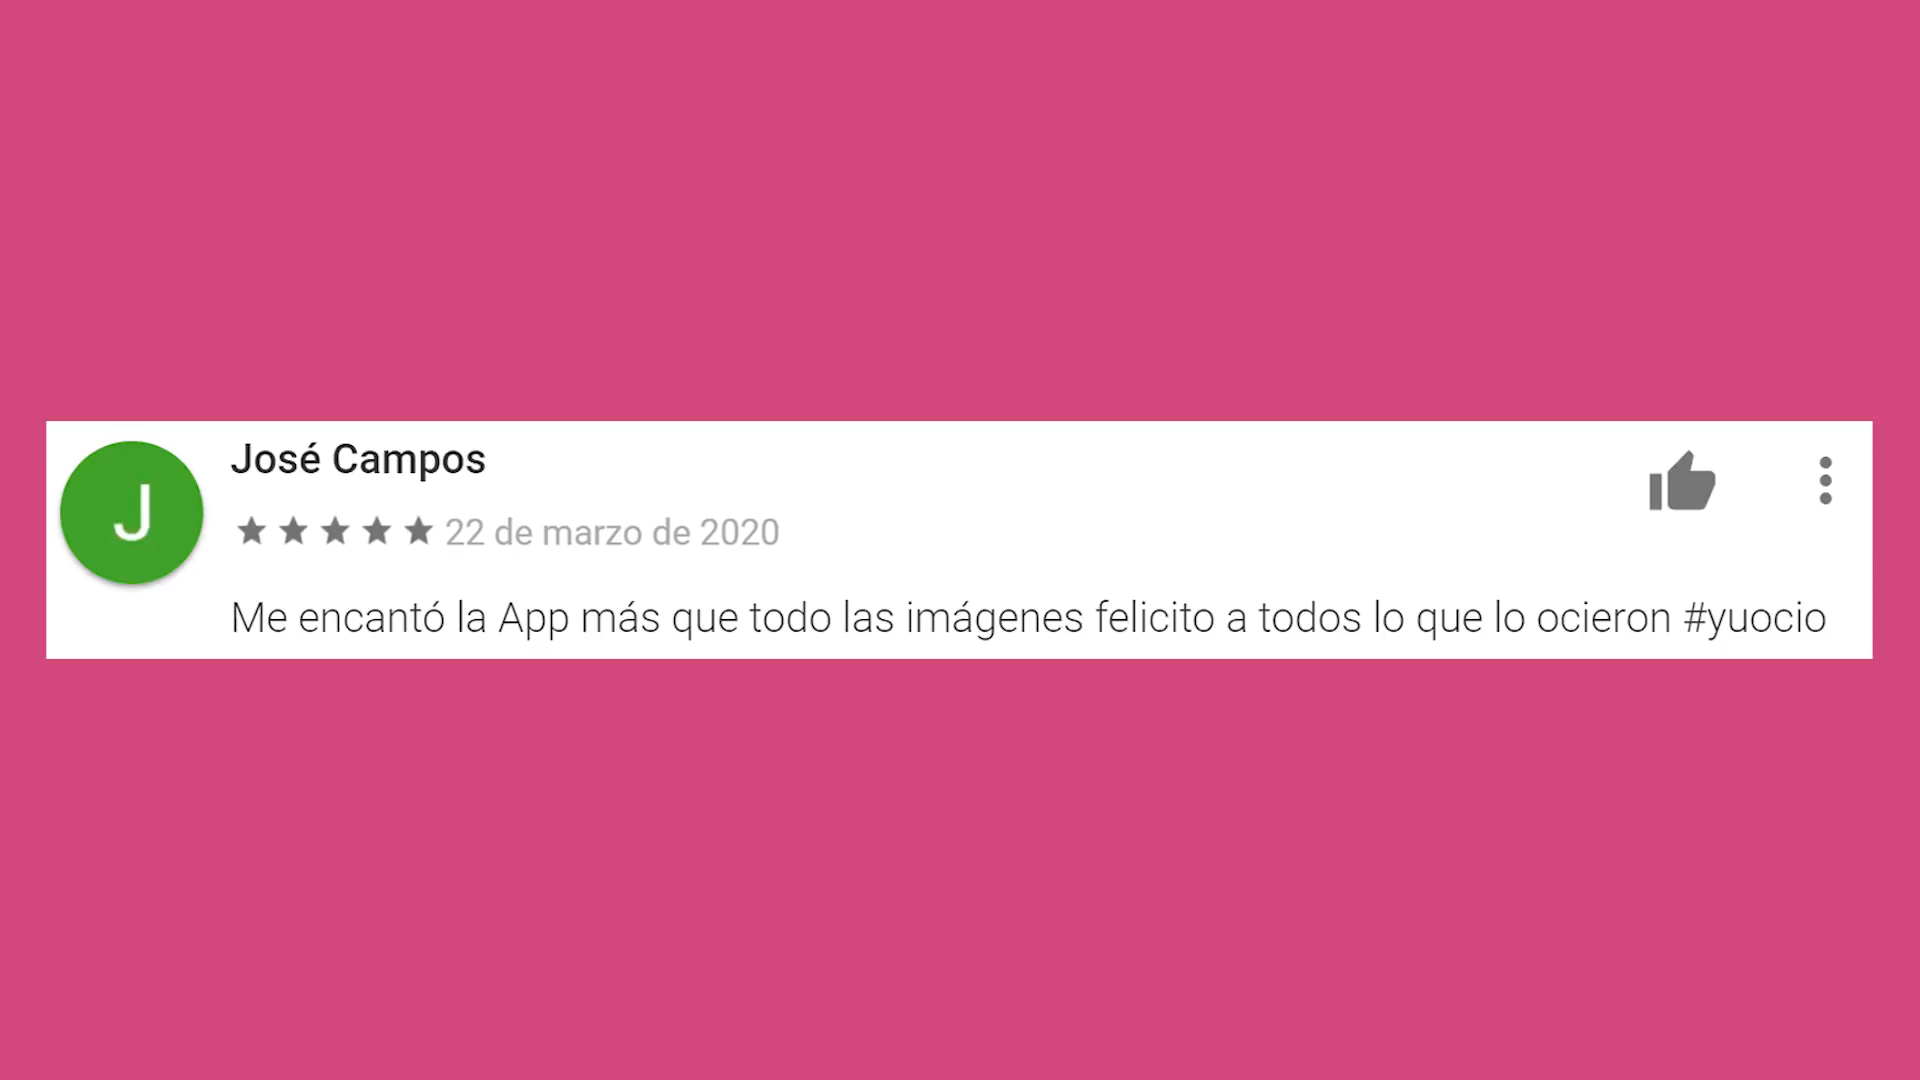 J
José Campos
22 de marzo de 2020
Me encantó la App más que todo las imágenes felicito a todos lo que lo ocieron #yuocio